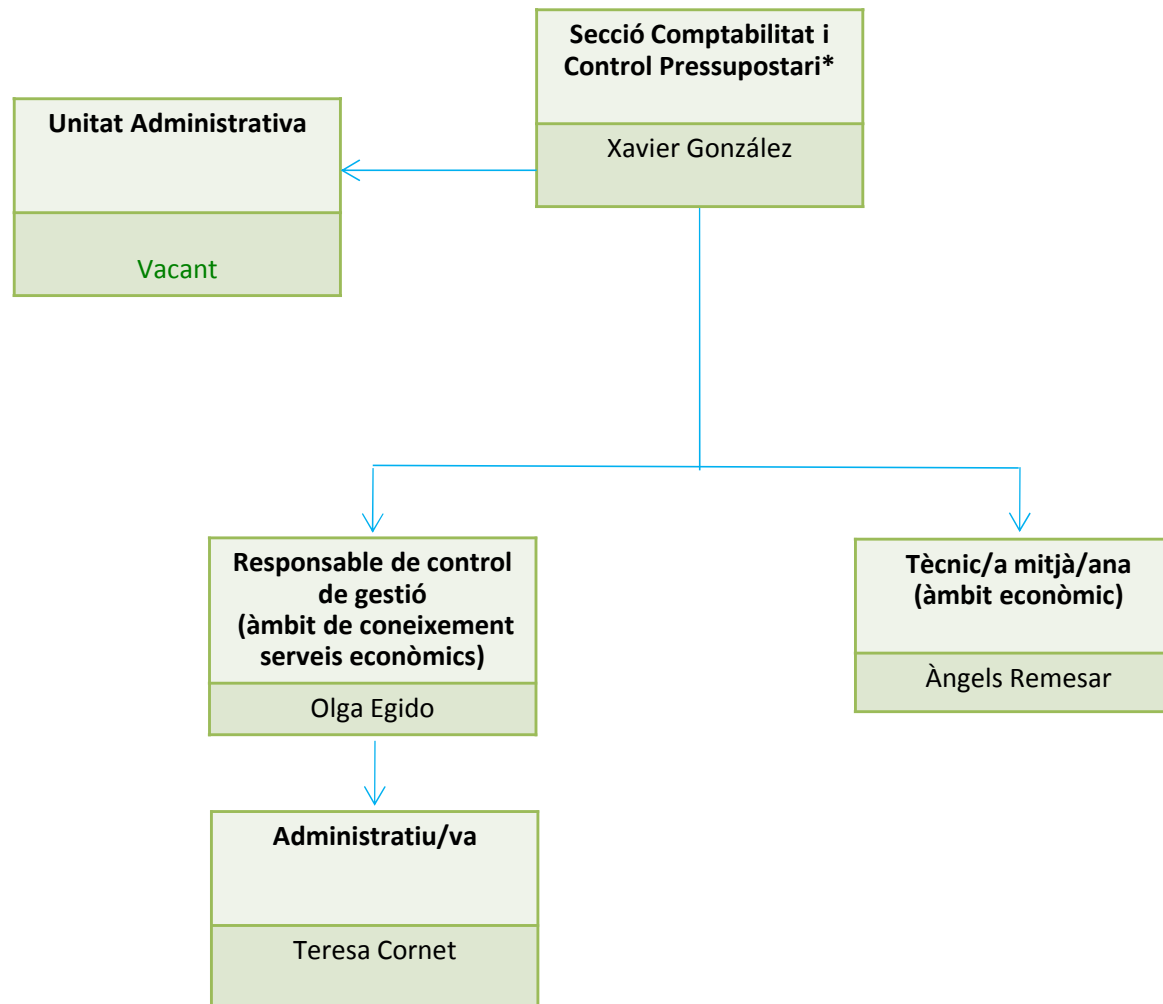 Secció Comptabilitat i
Control Pressupostari*
Xavier González
Unitat Administrativa
Vacant
Responsable de control
de gestió
(àmbit de coneixement
serveis econòmics)
Olga Egido
Tècnic/a mitjà/ana
(àmbit econòmic)
Àngels Remesar
Administratiu/va
Teresa Cornet